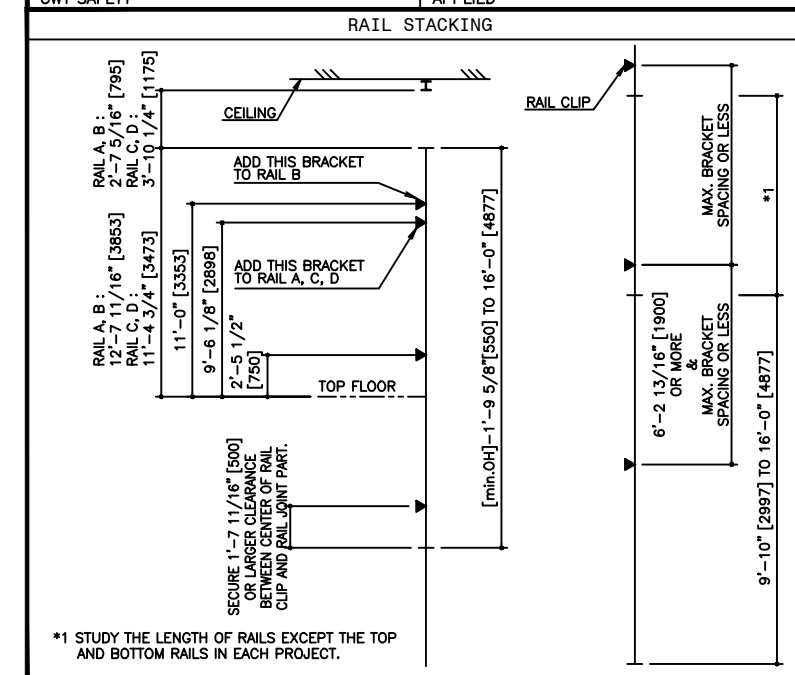 RAIL STACKING
RAIL A, B :
2'-7 5/16" [795]
RAIL C, D :
3'-10 1/4" [1175]
CEILING
ADD THIS BRACKET
TO RAIL B
ADD THIS BRACKET
TO RAIL A, C, D
RAIL A, B :
12'-7 11/16" [3853]
RAIL C, D :
11'-4 3/4" [3473]
11'-0" [3353]
9'-6 1/8" [2898]
2'-5 1/2"
[750]
TOP FLOOR
SECURE 1'-7 11/16" [500]
OR LARGER CLEARANCE
BETWEEN CENTER OF RAIL
CLIP AND RAIL JOINT PART.
[min.OH]-1'-9 5/8"[550] TO 16'-0" [4877]
RAIL CLIP
MAX. BRACKET
SPACING OR LESS
*1
6'-2 13/16" [1900]
OR MORE
&
MAX. BRACKET
SPACING OR LESS
9'-10" [2997] TO 16'-0" [4877]
*1 STUDY THE LENGTH OF RAILS EXCEPT THE TOP
AND BOTTOM RAILS IN EACH PROJECT.